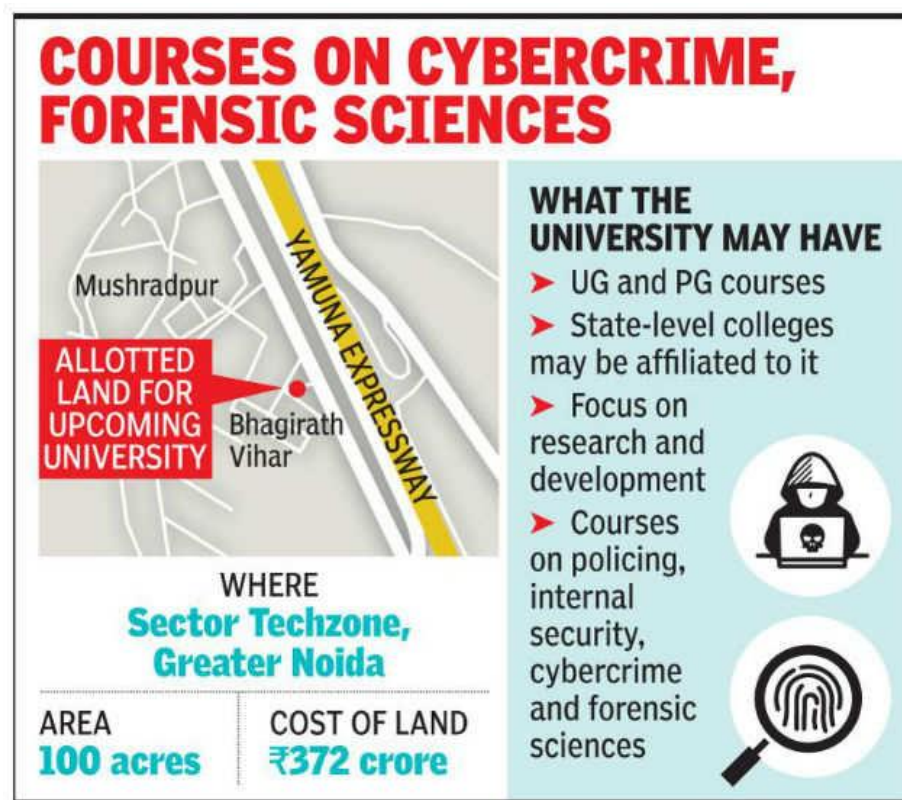 COURSES ON CYBERCRIME,
FORENSIC SCIENCES
Mushradpur
YAMUNA EXPRESSWAY
ALLOTTED
LAND FOR
UPCOMING
UNIVERSITY
Bhagirath
Vihar
WHERE
Sector Techzone,
Greater Noida
AREA
100 acres
COST OF LAND
₹372 crore
WHAT THE
UNIVERSITY MAY HAVE
➤ UG and PG courses
➤ State-level colleges
may be affiliated to it
➤ Focus on
research and
development
➤ Courses
on policing,
internal
security,
cybercrime
and forensic
sciences